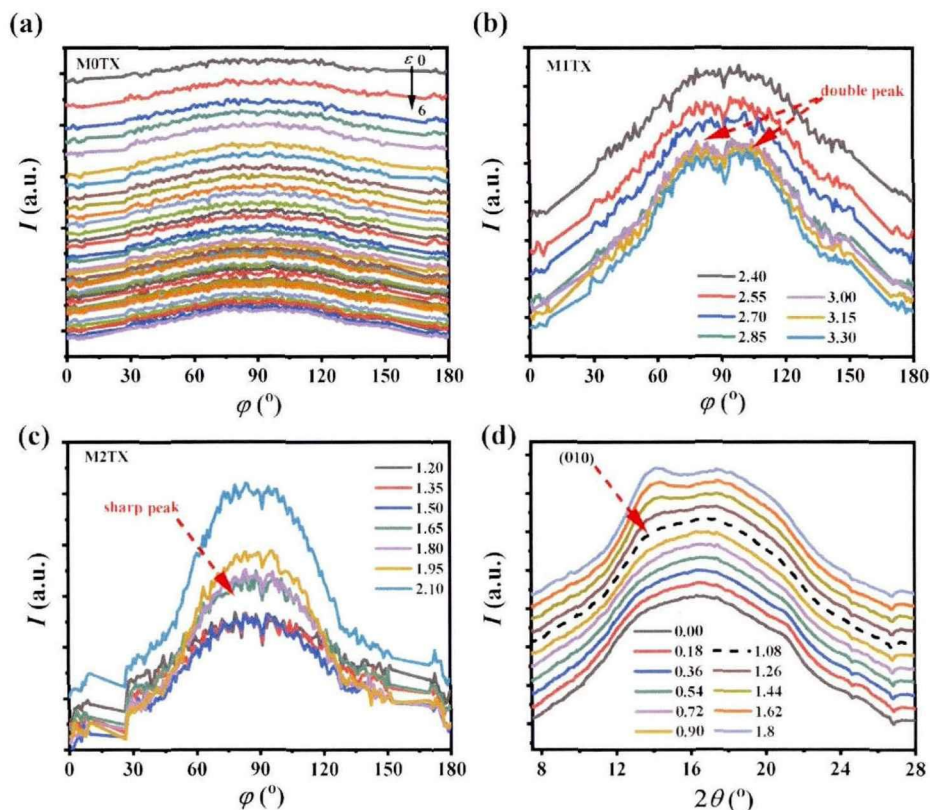 (a)
M0TX
ε 0
6
I (a.u.)
0 30 60 90 120 150 180
φ (°)
(b)
M1TX
double peak
I (a.u.)
2.40
2.55
2.70
2.85
3.00
3.15
3.30
0 30 60 90 120 150 180
φ (°)
(c)
M2TX
sharp peak
I (a.u.)
1.20
1.35
1.50
1.65
1.80
1.95
2.10
0 30 60 90 120 150 180
φ (°)
(d)
(010)
I (a.u.)
0.00
0.18
0.36
0.54
0.72
0.90
1.08
1.26
1.44
1.62
1.8
8 12 16 20 24 28
2θ (°)